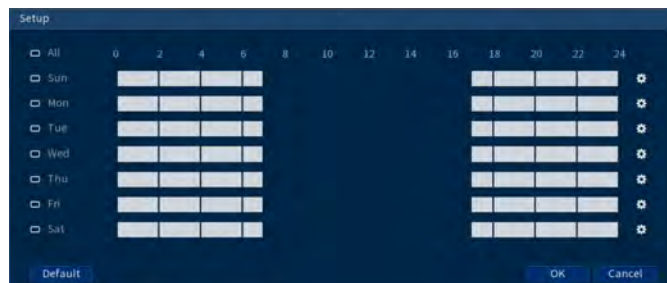 Setup
All 0 2 4 6 8 10 12 14 16 18 20 22 24
Sun
Mon
Tue
Wed
Thu
Fri
Sat
Default OK Cancel